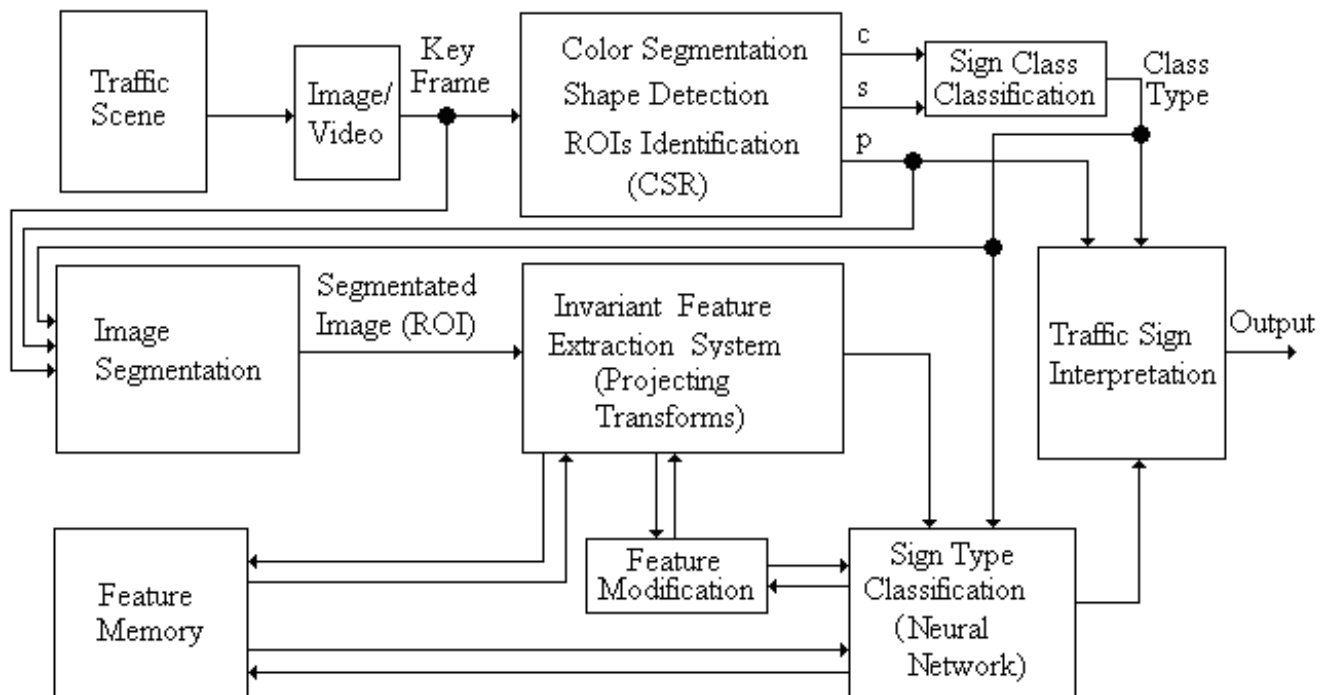 Traffic
Scene
Image/
Video
Key
Frame
Color Segmentation
Shape Detection
ROIs Identification
(CSR)
c
s
p
Sign Class
Classification
Class
Type
Image
Segmentation
Segmentated
Image (ROI)
Invariant Feature
Extraction System
(Projecting
Transforms)
Traffic Sign
Interpretation
Output
Feature
Memory
Feature
Modification
Sign Type
Classification
(Neural
Network)